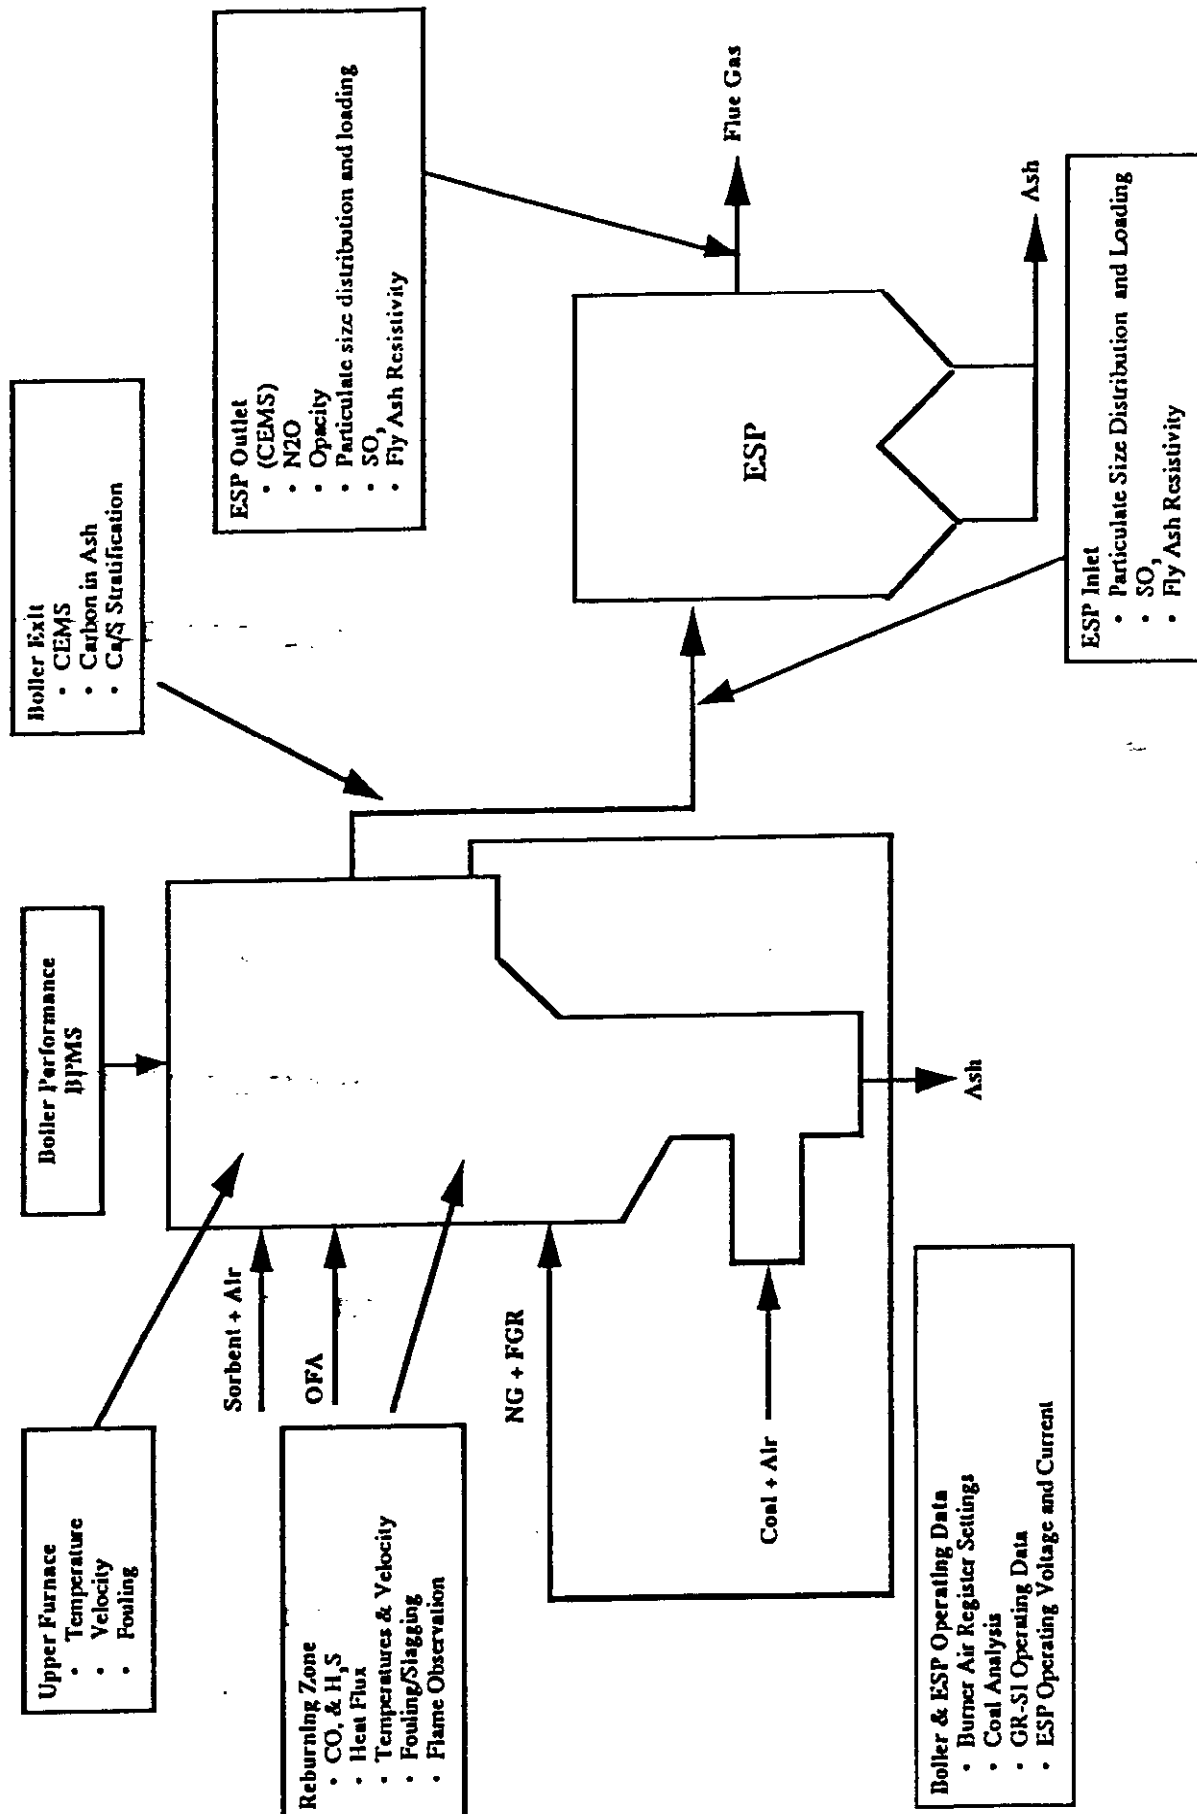 Upper Furnace
• Temperature
• Velocity
• Fouling
Boiler Performance
BPMS
Boiler Exit
• CEMS
• Carbon in Ash
• Ca/S Stratification
ESP Outlet
• (CEMS)
• N2O
• Opacity
• Particulate size distribution and loading
• SO3
• Fly Ash Resistivity
Sorbent + Air
OFA
Reburning Zone
• CO, & H2S
• Heat Flux
• Temperatures & Velocity
• Fouling/Slagging
• Flame Observation
NG + FGR
Coal + Air
Ash
ESP
Flue Gas
Ash
Boiler & ESP Operating Data
• Burner Air Register Settings
• Coal Analysis
• GR-SI Operating Data
• ESP Operating Voltage and Current
ESP Inlet
• Particulate Size Distribution and Loading
• SO3
• Fly Ash Resistivity